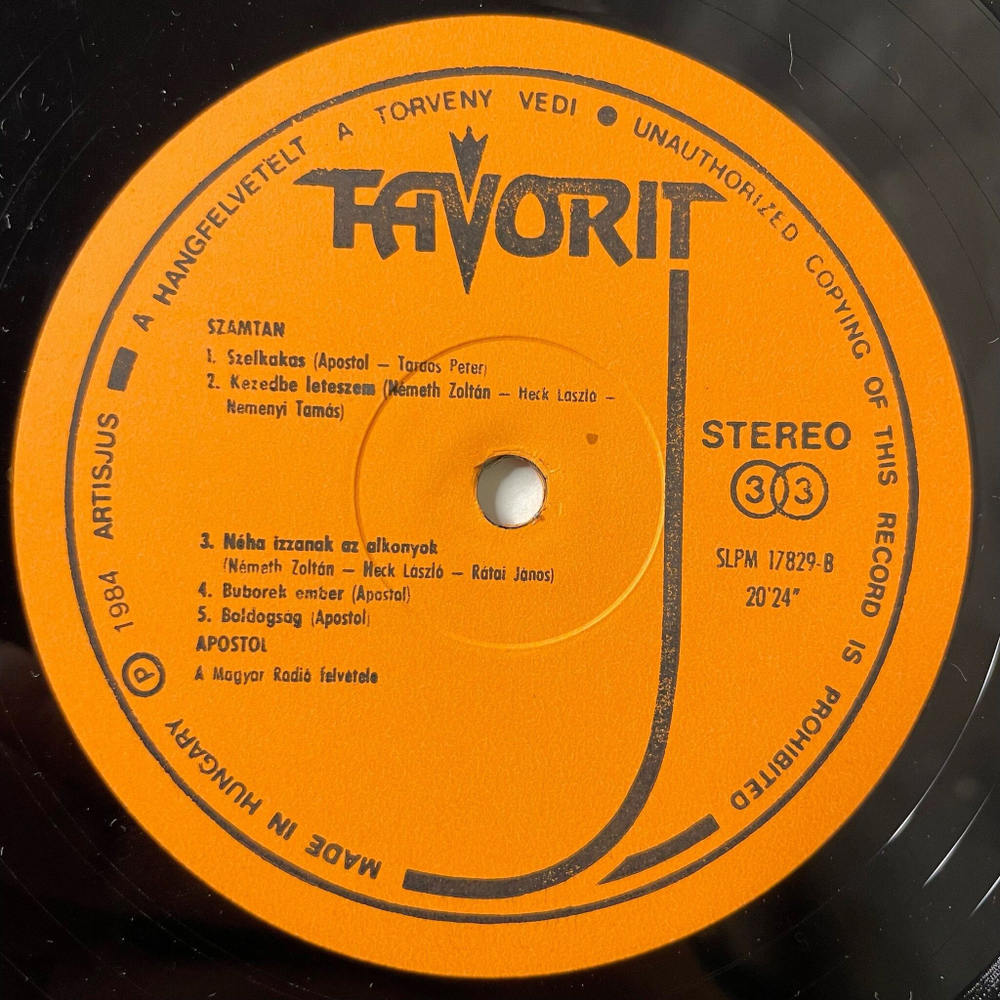 A HANGFELVETELT A TORVENY VEDI ● UNAUTHORIZED COPYING OF THIS RECORD IS PROHIBITED
FAVORIT
SZAMTAN
1. Szelkakas (Apostol – Tardos Peter)
2. Kezedbe leteszem (Németh Zoltán – Heck Laszlo –
Nemenyi Tamás)
STEREO
33
3. Néha izzanak az alkonyok
(Németh Zoltán – Heck László – Rátai János)
SLPM 17829-B
4. Buborek ember (Apostol)
20'24"
5. Boldogsag (Apostol)
APOSTOL
A Magyar Radió felvétele
MADE IN HUNGARY Ⓟ 1984 ARTISJUS